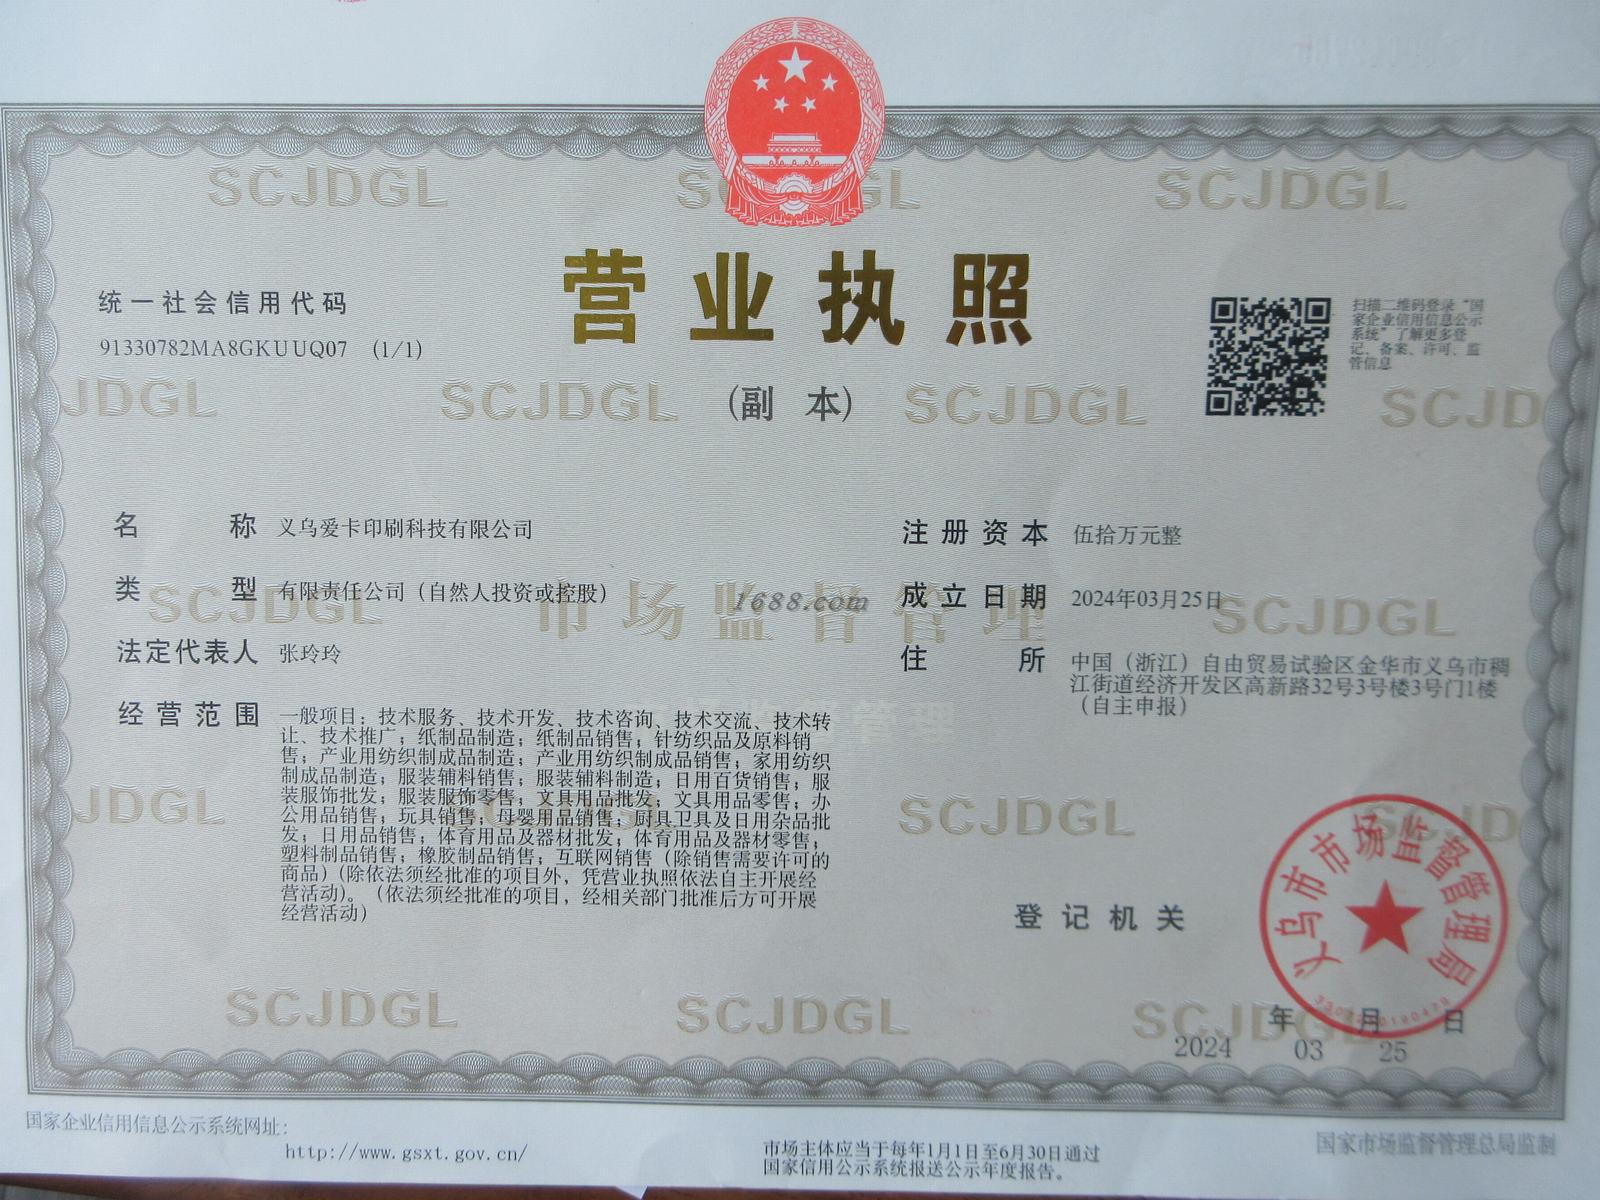 营业执照
(副 本)
统一社会信用代码
91330782MA8GKUUQ07 (1/1)
扫描二维码登录“国
家企业信用信息公示
系统”了解更多登
记、备案、许可、监
管信息
名 称 义乌爱卡印刷科技有限公司
类 型 有限责任公司（自然人投资或控股）
法定代表人 张玲玲
经营范围 一般项目：技术服务、技术开发、技术咨询、技术交流、技术转
让、技术推广；纸制品制造；纸制品销售；针纺织品及原料销
售；产业用纺织制成品制造；产业用纺织制成品销售；家用纺织
制成品制造；服装辅料销售；服装辅料制造；日用百货销售；服
装服饰批发；服装服饰零售；文具用品批发；文具用品零售；办
公用品销售；玩具销售；母婴用品销售；厨具卫具及日用杂品批
发；日用品销售；体育用品及器材批发；体育用品及器材零售；
塑料制品销售；橡胶制品销售；互联网销售（除销售需要许可的
商品）(除依法须经批准的项目外，凭营业执照依法自主开展经
营活动)。（依法须经批准的项目，经相关部门批准后方可开展
经营活动）
注册资本 伍拾万元整
成立日期 2024年03月25日
住 所 中国（浙江）自由贸易试验区金华市义乌市稠
江街道经济开发区高新路32号3号楼3号门1楼
（自主申报）
1688.com
市场监督管理
SCJDGL
登记机关
义乌市市场监督管理局
年 月 日
2024 03 25
国家企业信用信息公示系统网址:
http://www.gsxt.gov.cn/
市场主体应当于每年1月1日至6月30日通过
国家信用公示系统报送公示年度报告。
国家市场监督管理总局监制